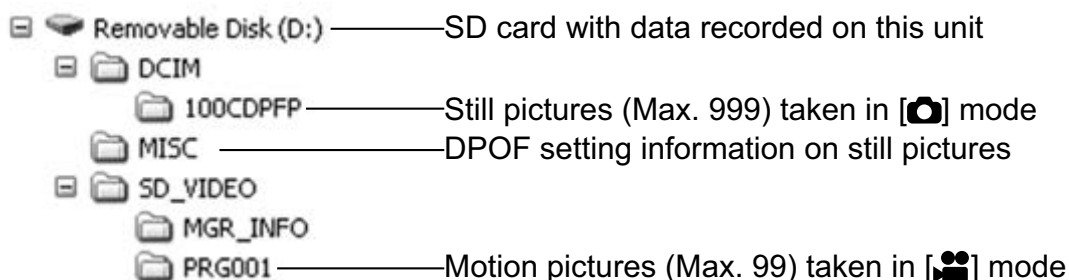 Removable Disk (D:) SD card with data recorded on this unit
DCIM
100CDPFP Still pictures (Max. 999) taken in [📷] mode
MISC DPOF setting information on still pictures
SD_VIDEO
MGR_INFO
PRG001 Motion pictures (Max. 99) taken in [🎥] mode